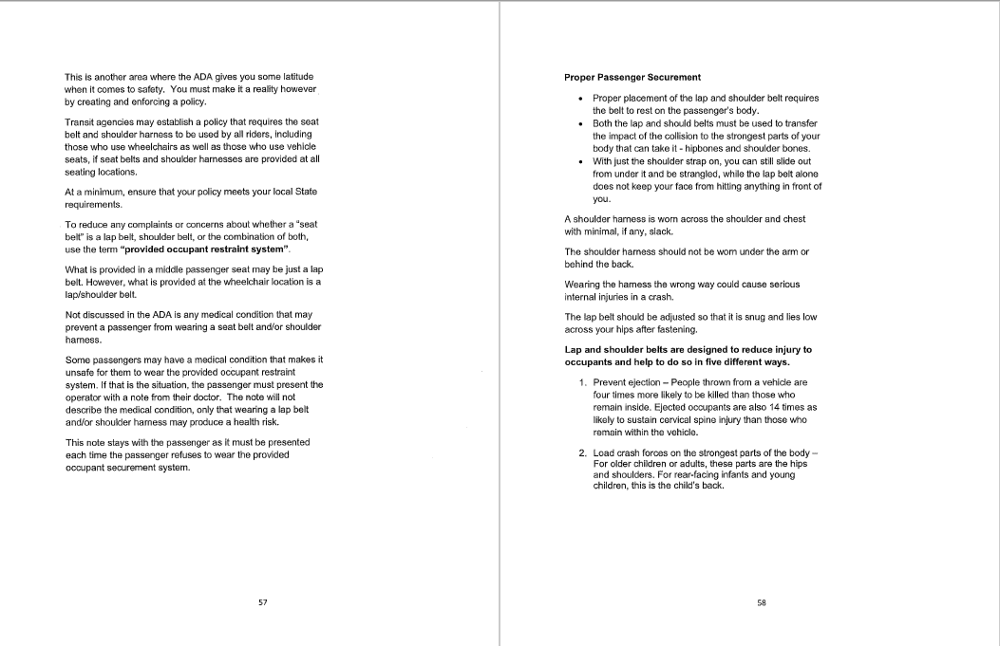 This is another area where the ADA gives you some latitude
when it comes to safety. You must make it a reality however
by creating and enforcing a policy.
Transit agencies may establish a policy that requires the seat
belt and shoulder harness to be used by all riders, including
those who use wheelchairs as well as those who use vehicle
seats, if seat belts and shoulder harnesses are provided at all
seating locations.
At a minimum, ensure that your policy meets your local State
requirements.
To reduce any complaints or concerns about whether a “seat
belt” is a lap belt, shoulder belt, or the combination of both,
use the term “provided occupant restraint system”.
What is provided in a middle passenger seat may be just a lap
belt. However, what is provided at the wheelchair location is a
lap/shoulder belt.
Not discussed in the ADA is any medical condition that may
prevent a passenger from wearing a seat belt and/or shoulder
harness.
Some passengers may have a medical condition that makes it
unsafe for them to wear the provided occupant restraint
system. If that is the situation, the passenger must present the
operator with a note from their doctor. The note will not
describe the medical condition, only that wearing a lap belt
and/or shoulder harness may produce a health risk.
This note stays with the passenger as it must be presented
each time the passenger refuses to wear the provided
occupant securement system.
57
Proper Passenger Securement
• Proper placement of the lap and shoulder belt requires
the belt to rest on the passenger's body.
• Both the lap and should belts must be used to transfer
the impact of the collision to the strongest parts of your
body that can take it - hipbones and shoulder bones.
• With just the shoulder strap on, you can still slide out
from under it and be strangled, while the lap belt alone
does not keep your face from hitting anything in front of
you.
A shoulder harness is worn across the shoulder and chest
with minimal, if any, slack.
The shoulder harness should not be worn under the arm or
behind the back.
Wearing the harness the wrong way could cause serious
internal injuries in a crash.
The lap belt should be adjusted so that it is snug and lies low
across your hips after fastening.
Lap and shoulder belts are designed to reduce injury to
occupants and help to do so in five different ways.
1. Prevent ejection – People thrown from a vehicle are
four times more likely to be killed than those who
remain inside. Ejected occupants are also 14 times as
likely to sustain cervical spine injury than those who
remain within the vehicle.
2. Load crash forces on the strongest parts of the body –
For older children or adults, these parts are the hips
and shoulders. For rear-facing infants and young
children, this is the child's back.
58